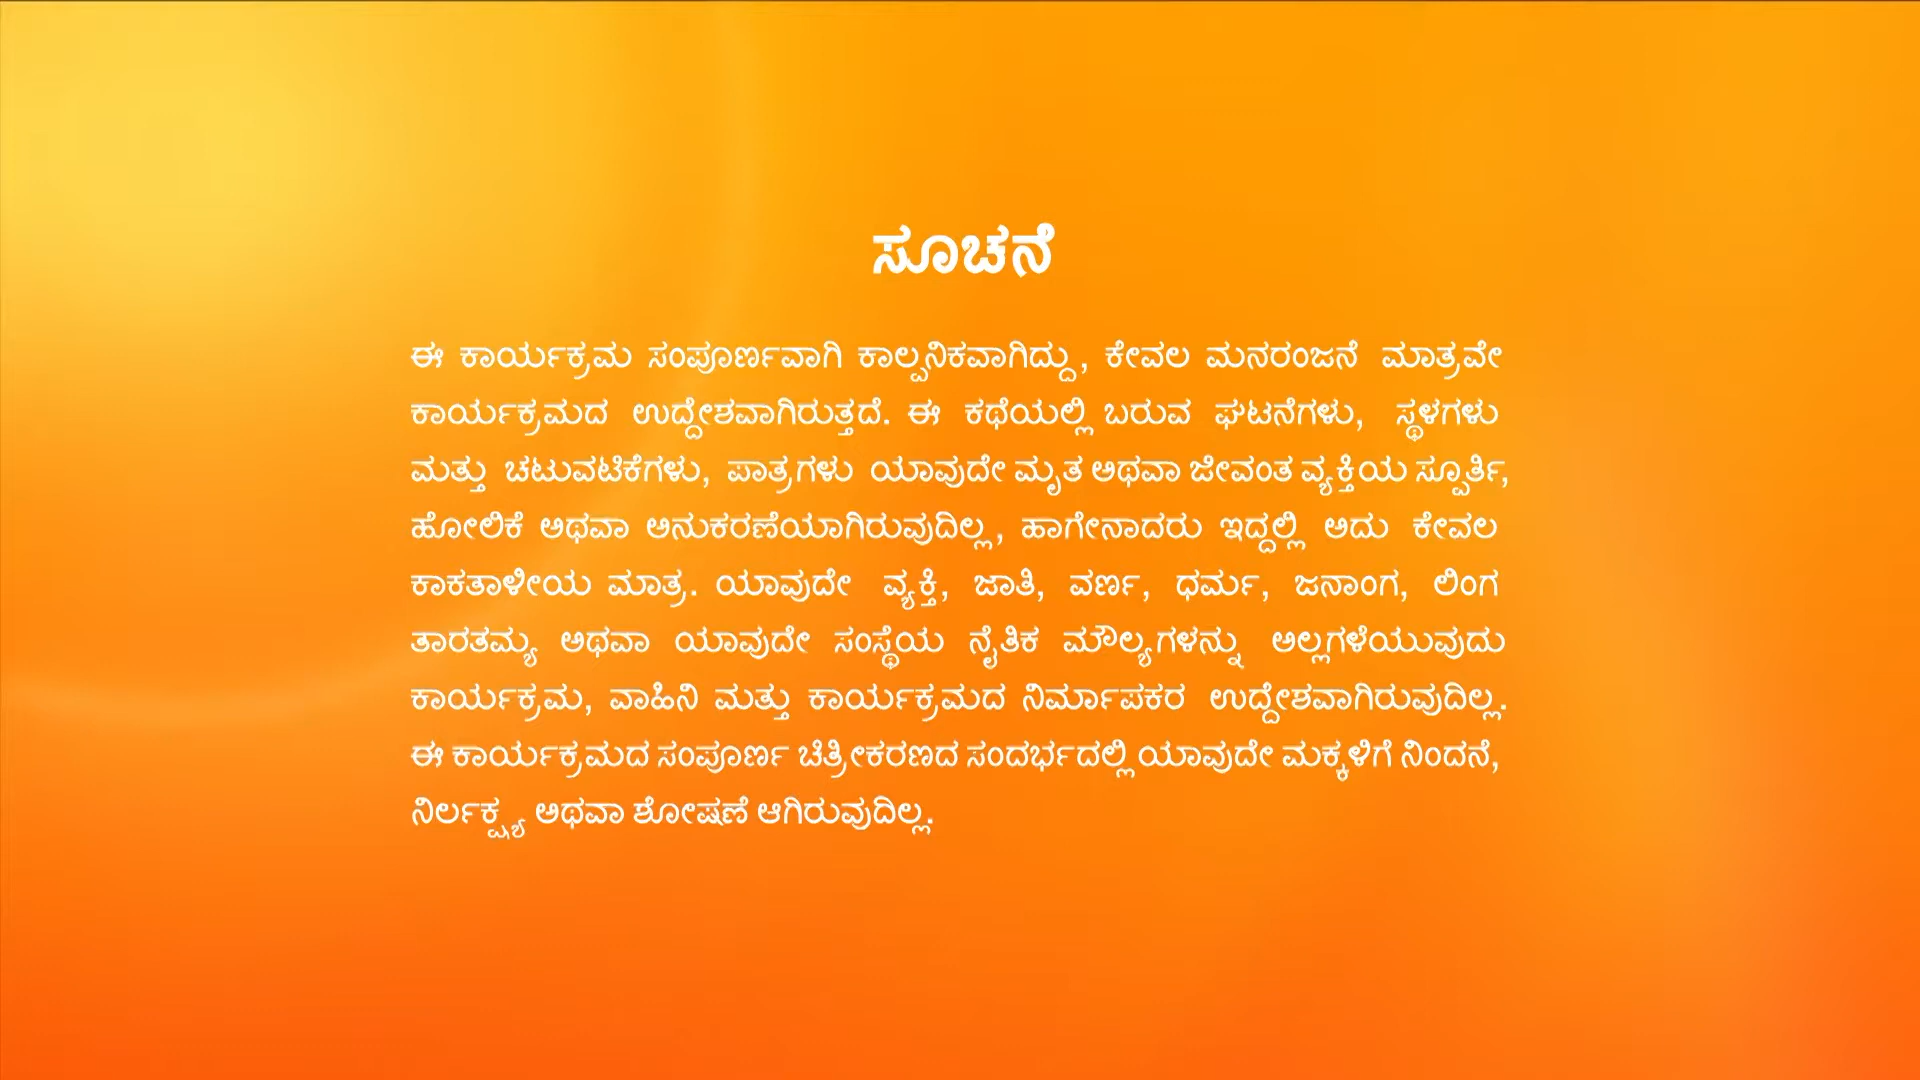 ಸೂಚನೆ
ಈ ಕಾರ್ಯಕ್ರಮ ಸಂಪೂರ್ಣವಾಗಿ ಕಾಲ್ಪನಿಕವಾಗಿದ್ದು, ಕೇವಲ ಮನರಂಜನೆ ಮಾತ್ರವೇ
ಕಾರ್ಯಕ್ರಮದ ಉದ್ದೇಶವಾಗಿರುತ್ತದೆ. ಈ ಕಥೆಯಲ್ಲಿ ಬರುವ ಘಟನೆಗಳು, ಸ್ಥಳಗಳು
ಮತ್ತು ಚಟುವಟಿಕೆಗಳು, ಪಾತ್ರಗಳು ಯಾವುದೇ ಮೃತ ಅಥವಾ ಜೀವಂತ ವ್ಯಕ್ತಿಯ ಸ್ಪೂರ್ತಿ,
ಹೋಲಿಕೆ ಅಥವಾ ಅನುಕರಣೆಯಾಗಿರುವುದಿಲ್ಲ, ಹಾಗೇನಾದರು ಇದ್ದಲ್ಲಿ ಅದು ಕೇವಲ
ಕಾಕತಾಳೀಯ ಮಾತ್ರ. ಯಾವುದೇ ವ್ಯಕ್ತಿ, ಜಾತಿ, ವರ್ಣ, ಧರ್ಮ, ಜನಾಂಗ, ಲಿಂಗ
ತಾರತಮ್ಯ ಅಥವಾ ಯಾವುದೇ ಸಂಸ್ಥೆಯ ನೈತಿಕ ಮೌಲ್ಯಗಳನ್ನು ಅಲ್ಲಗಳೆಯುವುದು
ಕಾರ್ಯಕ್ರಮ, ವಾಹಿನಿ ಮತ್ತು ಕಾರ್ಯಕ್ರಮದ ನಿರ್ಮಾಪಕರ ಉದ್ದೇಶವಾಗಿರುವುದಿಲ್ಲ.
ಈ ಕಾರ್ಯಕ್ರಮದ ಸಂಪೂರ್ಣ ಚಿತ್ರೀಕರಣದ ಸಂದರ್ಭದಲ್ಲಿ ಯಾವುದೇ ಮಕ್ಕಳಿಗೆ ನಿಂದನೆ,
ನಿರ್ಲಕ್ಷ್ಯ ಅಥವಾ ಶೋಷಣೆ ಆಗಿರುವುದಿಲ್ಲ.